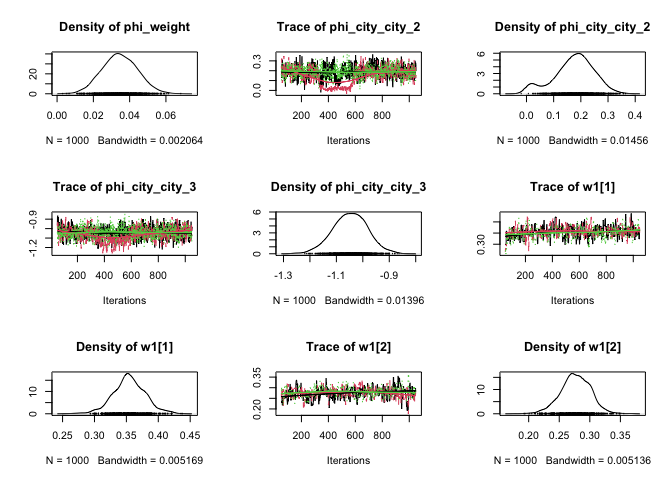 Density of phi_weight
0 20
0.00 0.02 0.04 0.06
N = 1000 Bandwidth = 0.002064
Trace of phi_city_city_2
0.0 0.3
200 400 600 800
Iterations
Density of phi_city_city_2
0 3 6
0.0 0.1 0.2 0.3 0.4
N = 1000 Bandwidth = 0.01456
Trace of phi_city_city_3
-1.2 -0.9
200 400 600 800
Iterations
Density of phi_city_city_3
0 3 6
-1.3 -1.1 -0.9
N = 1000 Bandwidth = 0.01396
Trace of w1[1]
0.30
200 400 600 800
Iterations
Density of w1[1]
0 10
0.25 0.30 0.35 0.40 0.45
N = 1000 Bandwidth = 0.005169
Trace of w1[2]
0.20 0.35
200 400 600 800
Iterations
Density of w1[2]
0 10
0.20 0.25 0.30 0.35
N = 1000 Bandwidth = 0.005136